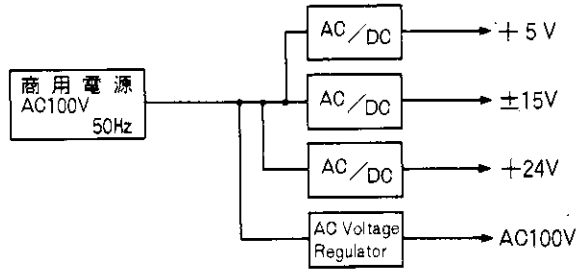 商用電源
AC100V
50Hz
AC/DC
+5V
AC/DC
±15V
AC/DC
+24V
AC Voltage
Regulator
AC100V